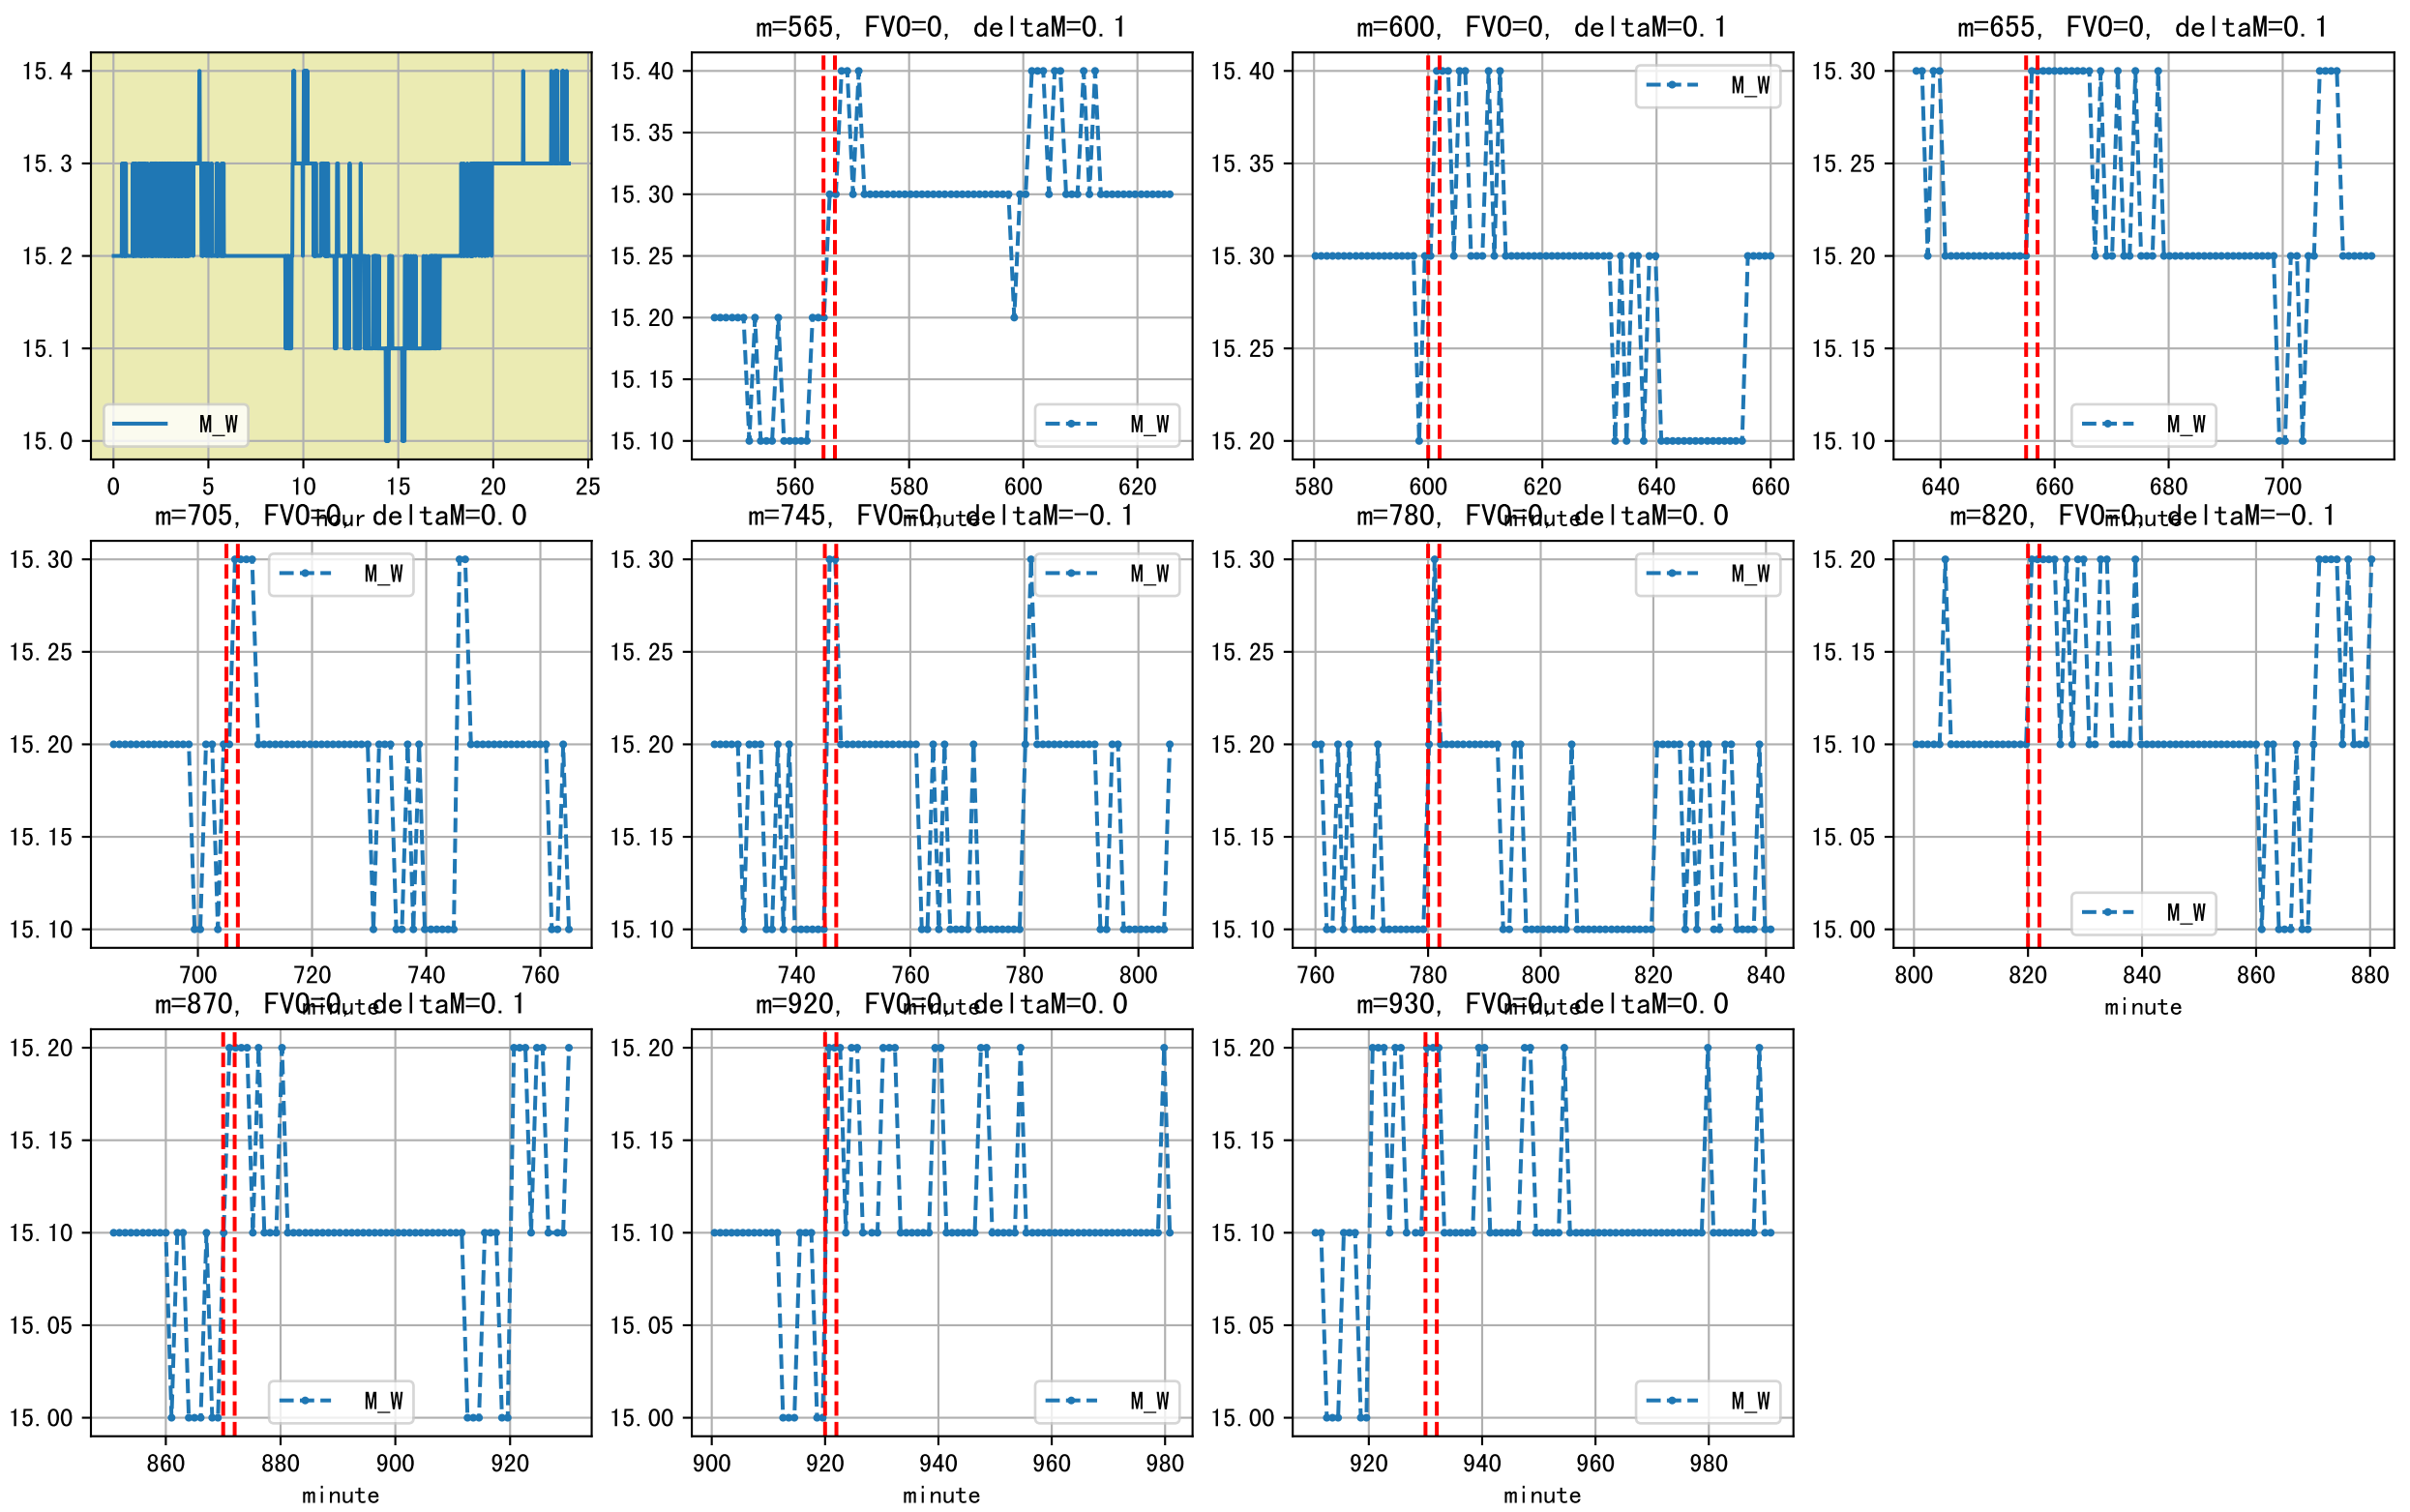 m=565, FVO=0, deltaM=0.1
m=600, FVO=0, deltaM=0.1
m=655, FVO=0, deltaM=0.1
15.4
15.3
15.2
15.1
15.0
M_W
0 5 10 15 20 25
hour
15.40
15.35
15.30
15.25
15.20
15.15
15.10
M_W
560 580 600 620
minute
15.40
15.35
15.30
15.25
15.20
M_W
580 600 620 640 660
minute
15.30
15.25
15.20
15.15
15.10
M_W
640 660 680 700
minute
m=705, FVO=0, deltaM=0.0
m=745, FVO=0, deltaM=-0.1
m=780, FVO=0, deltaM=0.0
m=820, FVO=0, deltaM=-0.1
15.30
15.25
15.20
15.15
15.10
M_W
700 720 740 760
minute
15.30
15.25
15.20
15.15
15.10
M_W
740 760 780 800
minute
15.30
15.25
15.20
15.15
15.10
M_W
760 780 800 820 840
minute
15.20
15.15
15.10
15.05
15.00
M_W
800 820 840 860 880
minute
m=870, FVO=0, deltaM=0.1
m=920, FVO=0, deltaM=0.0
m=930, FVO=0, deltaM=0.0
15.20
15.15
15.10
15.05
15.00
M_W
860 880 900 920
minute
15.20
15.15
15.10
15.05
15.00
M_W
900 920 940 960 980
minute
15.20
15.15
15.10
15.05
15.00
M_W
920 940 960 980
minute